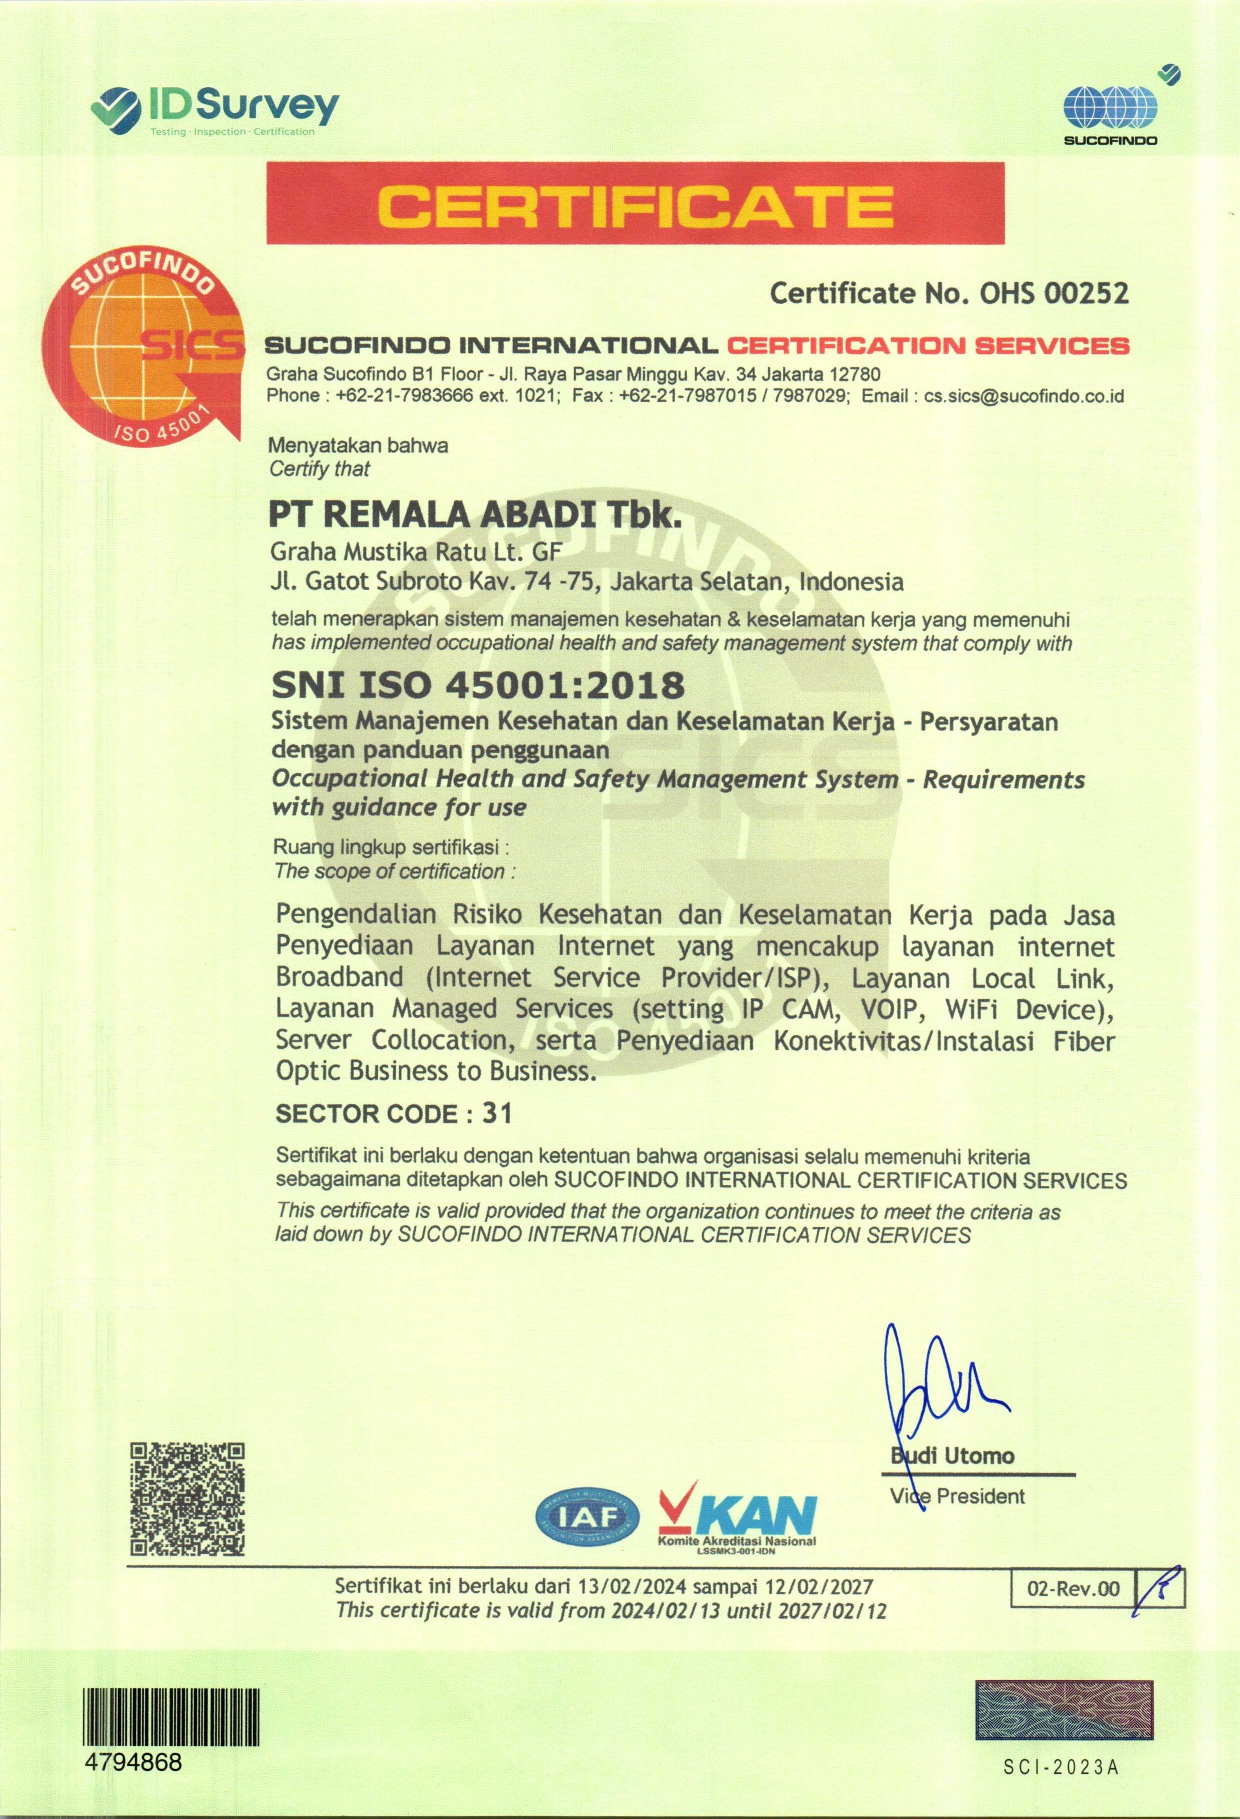 IDSurvey
Testing · Inspection · Certification
SUCOFINDO
CERTIFICATE
SUCOFINDO
SICS
ISO 45001
Certificate No. OHS 00252
SUCOFINDO INTERNATIONAL CERTIFICATION SERVICES
Graha Sucofindo B1 Floor - Jl. Raya Pasar Minggu Kav. 34 Jakarta 12780
Phone : +62-21-7983666 ext. 1021; Fax : +62-21-7987015 / 7987029; Email : cs.sics@sucofindo.co.id
Menyatakan bahwa
Certify that
PT REMALA ABADI Tbk.
Graha Mustika Ratu Lt. GF
Jl. Gatot Subroto Kav. 74 -75, Jakarta Selatan, Indonesia
telah menerapkan sistem manajemen kesehatan & keselamatan kerja yang memenuhi
has implemented occupational health and safety management system that comply with
SNI ISO 45001:2018
Sistem Manajemen Kesehatan dan Keselamatan Kerja - Persyaratan
dengan panduan penggunaan
Occupational Health and Safety Management System - Requirements
with guidance for use
Ruang lingkup sertifikasi :
The scope of certification :
Pengendalian Risiko Kesehatan dan Keselamatan Kerja pada Jasa
Penyediaan Layanan Internet yang mencakup layanan internet
Broadband (Internet Service Provider/ISP), Layanan Local Link,
Layanan Managed Services (setting IP CAM, VOIP, WiFi Device),
Server Collocation, serta Penyediaan Konektivitas/Instalasi Fiber
Optic Business to Business.
SECTOR CODE : 31
Sertifikat ini berlaku dengan ketentuan bahwa organisasi selalu memenuhi kriteria
sebagaimana ditetapkan oleh SUCOFINDO INTERNATIONAL CERTIFICATION SERVICES
This certificate is valid provided that the organization continues to meet the criteria as
laid down by SUCOFINDO INTERNATIONAL CERTIFICATION SERVICES
Budi Utomo
Vice President
IAF
KAN
Komite Akreditasi Nasional
LSSMK3-001-IDN
Sertifikat ini berlaku dari 13/02/2024 sampai 12/02/2027
This certificate is valid from 2024/02/13 until 2027/02/12
02-Rev.00
4794868
SCI-2023A